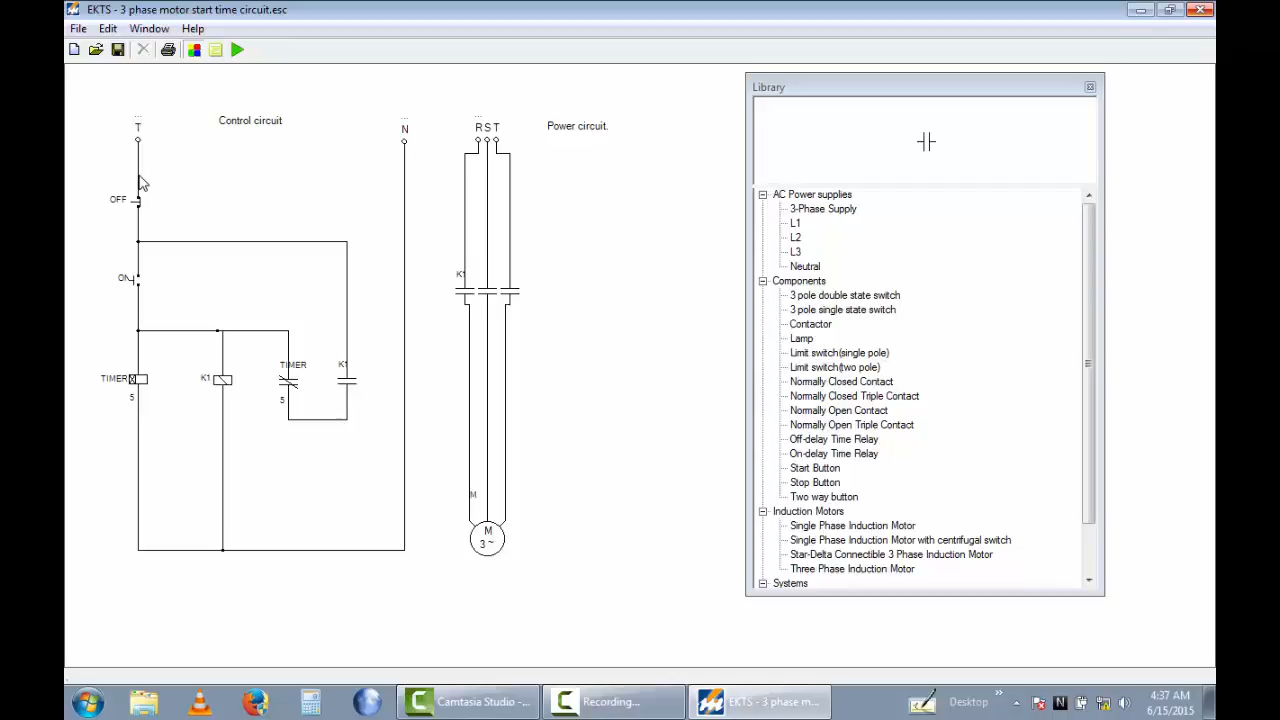 EKTS - 3 phase motor start time circuit.esc
File Edit Window Help
Control circuit
T
N
OFF
ON
TIMER
5
K1
TIMER
5
K1
R S T
Power circuit.
K1
M
M
3 ~
Library
AC Power supplies
3-Phase Supply
L1
L2
L3
Neutral
Components
3 pole double state switch
3 pole single state switch
Contactor
Lamp
Limit switch(single pole)
Limit switch(two pole)
Normally Closed Contact
Normally Closed Triple Contact
Normally Open Contact
Normally Open Triple Contact
Off-delay Time Relay
On-delay Time Relay
Start Button
Stop Button
Two way button
Induction Motors
Single Phase Induction Motor
Single Phase Induction Motor with centrifugal switch
Star-Delta Connectible 3 Phase Induction Motor
Three Phase Induction Motor
Systems
Camtasia Studio -...
Recording...
EKTS - 3 phase m...
Desktop
4:37 AM
6/15/2015